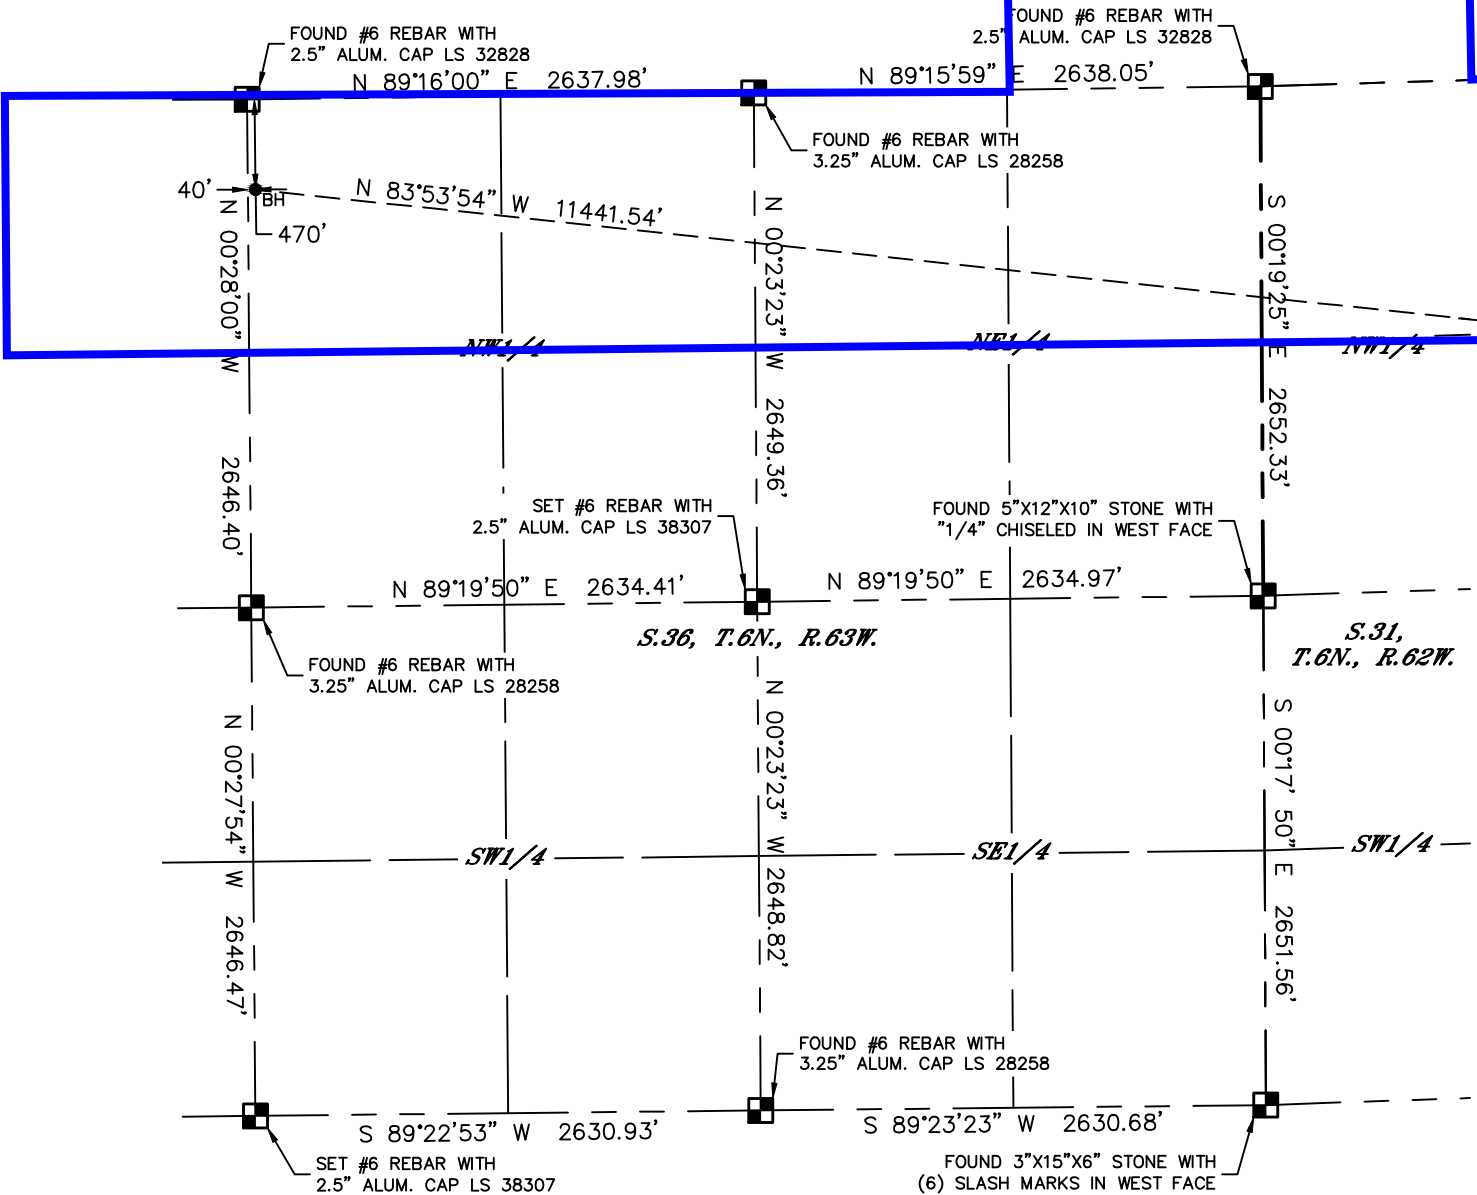 FOUND #6 REBAR WITH
2.5" ALUM. CAP LS 32828
FOUND #6 REBAR WITH
2.5" ALUM. CAP LS 32828
N 89°16'00" E 2637.98'
N 89°15'59" E 2638.05'
FOUND #6 REBAR WITH
3.25" ALUM. CAP LS 28258
40'
BH
470'
N 83°53'54" W 11441.54'
N 00°28'00" W 2646.40'
N 00°23'23" W 2649.36'
S 00°19'25" E 2652.33'
NW1/4
NE1/4
NW1/4
SET #6 REBAR WITH
2.5" ALUM. CAP LS 38307
FOUND 5"X12"X10" STONE WITH
"1/4" CHISELED IN WEST FACE
N 89°19'50" E 2634.41'
N 89°19'50" E 2634.97'
S.36, T.6N., R.63W.
S.31,
T.6N., R.62W.
FOUND #6 REBAR WITH
3.25" ALUM. CAP LS 28258
N 00°27'54" W 2646.47'
N 00°23'23" W 2648.82'
S 00°17' 50" E 2651.56'
SW1/4
SE1/4
SW1/4
FOUND #6 REBAR WITH
3.25" ALUM. CAP LS 28258
S 89°22'53" W 2630.93'
S 89°23'23" W 2630.68'
SET #6 REBAR WITH
2.5" ALUM. CAP LS 38307
FOUND 3"X15"X6" STONE WITH
(6) SLASH MARKS IN WEST FACE